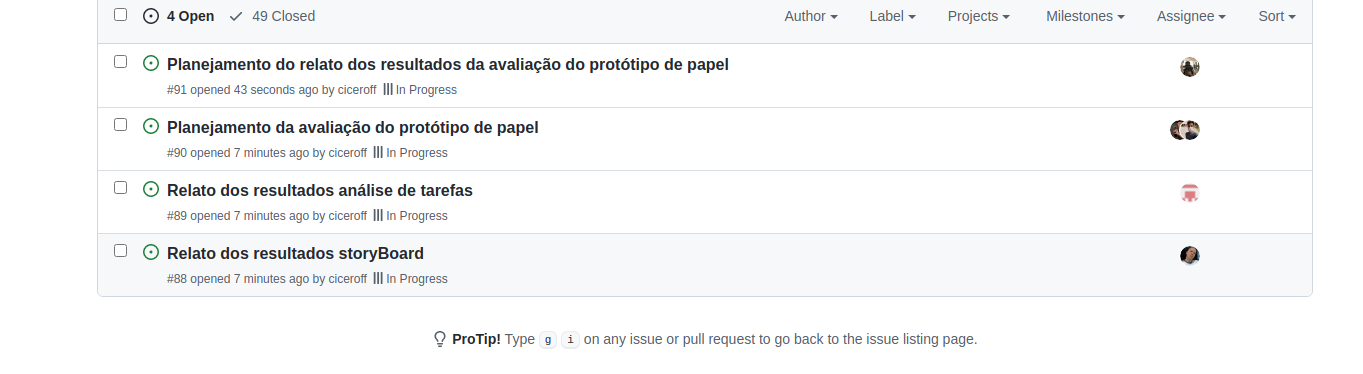 4 Open 49 Closed Author Label Projects Milestones Assignee Sort
Planejamento do relato dos resultados da avaliação do protótipo de papel
#91 opened 43 seconds ago by ciceroff In Progress
Planejamento da avaliação do protótipo de papel
#90 opened 7 minutes ago by ciceroff In Progress
Relato dos resultados análise de tarefas
#89 opened 7 minutes ago by ciceroff In Progress
Relato dos resultados storyBoard
#88 opened 7 minutes ago by ciceroff In Progress
ProTip! Type g i on any issue or pull request to go back to the issue listing page.